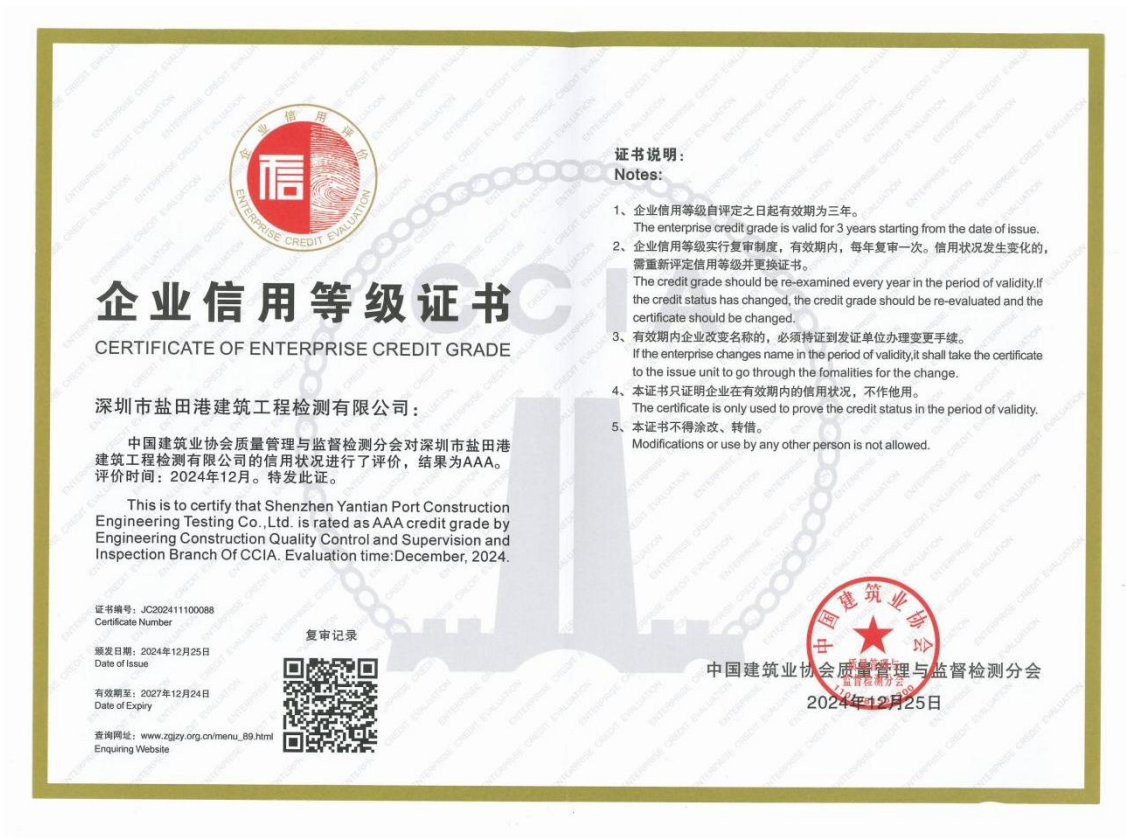 企业信用评价
信
ENTERPRISE CREDIT EVALUATION
企业信用等级证书
CERTIFICATE OF ENTERPRISE CREDIT GRADE
深圳市盐田港建筑工程检测有限公司：
中国建筑业协会质量管理与监督检测分会对深圳市盐田港
建筑工程检测有限公司的信用状况进行了评价，结果为AAA。
评价时间：2024年12月。特发此证。
This is to certify that Shenzhen Yantian Port Construction
Engineering Testing Co.,Ltd. is rated as AAA credit grade by
Engineering Construction Quality Control and Supervision and
Inspection Branch Of CCIA. Evaluation time:December, 2024.
证书编号：JC202411100088
Certificate Number
颁发日期：2024年12月25日
Date of Issue
有效期至：2027年12月24日
Date of Expiry
查询网址：www.zgjzy.org.cn/menu_89.html
Enquiring Website
复审记录
CCIA
证书说明：
Notes:
1、企业信用等级自评定之日起有效期为三年。
The enterprise credit grade is valid for 3 years starting from the date of issue.
2、企业信用等级实行复审制度，有效期内，每年复审一次。信用状况发生变化的，
需重新评定信用等级并更换证书。
The credit grade should be re-examined every year in the period of validity.If
the credit status has changed, the credit grade should be re-evaluated and the
certificate should be changed.
3、有效期内企业改变名称的，必须持证到发证单位办理变更手续。
If the enterprise changes name in the period of validity,it shall take the certificate
to the issue unit to go through the fomalities for the change.
4、本证书只证明企业在有效期内的信用状况，不作他用。
The certificate is only used to prove the credit status in the period of validity.
5、本证书不得涂改、转借。
Modifications or use by any other person is not allowed.
中国建筑业协会
质量管理与
监督检测分会
中国建筑业协会质量管理与监督检测分会
2024年12月25日